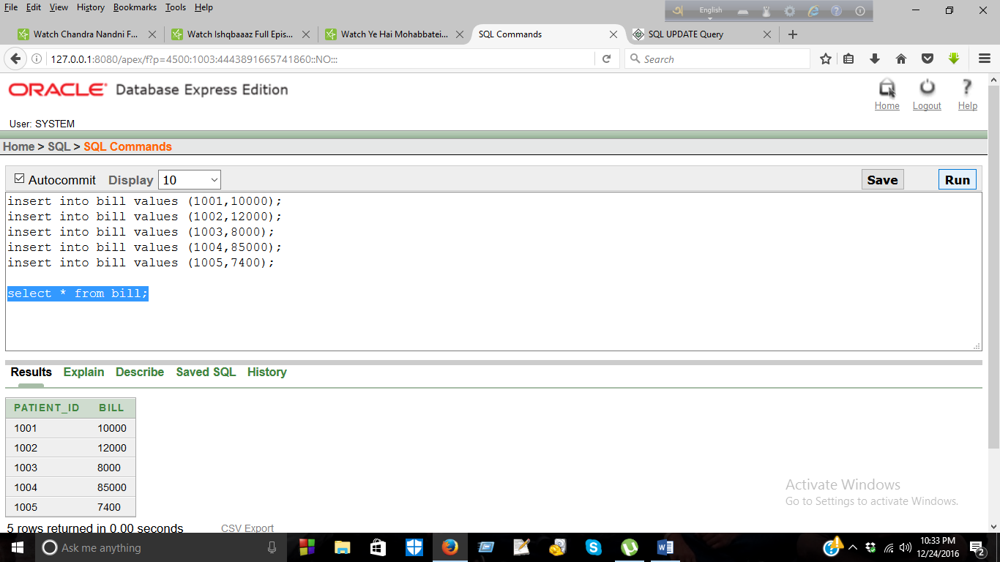 File Edit View History Bookmarks Tools Help
English
Watch Chandra Nandni F...
Watch Ishqbaaaz Full Epis...
Watch Ye Hai Mohabbatei...
SQL Commands
SQL UPDATE Query
127.0.0.1:8080/apex/f?p=4500:1003:4443891665741860::NO:::
Search
ORACLE Database Express Edition
Home Logout Help
User: SYSTEM
Home > SQL > SQL Commands
Autocommit Display 10 Save Run
insert into bill values (1001,10000);
insert into bill values (1002,12000);
insert into bill values (1003,8000);
insert into bill values (1004,85000);
insert into bill values (1005,7400);
select * from bill;
Results Explain Describe Saved SQL History
PATIENT_ID BILL
1001 10000
1002 12000
1003 8000
1004 85000
1005 7400
5 rows returned in 0.00 seconds CSV Export
Activate Windows
Go to Settings to activate Windows.
Ask me anything
10:33 PM
12/24/2016
2